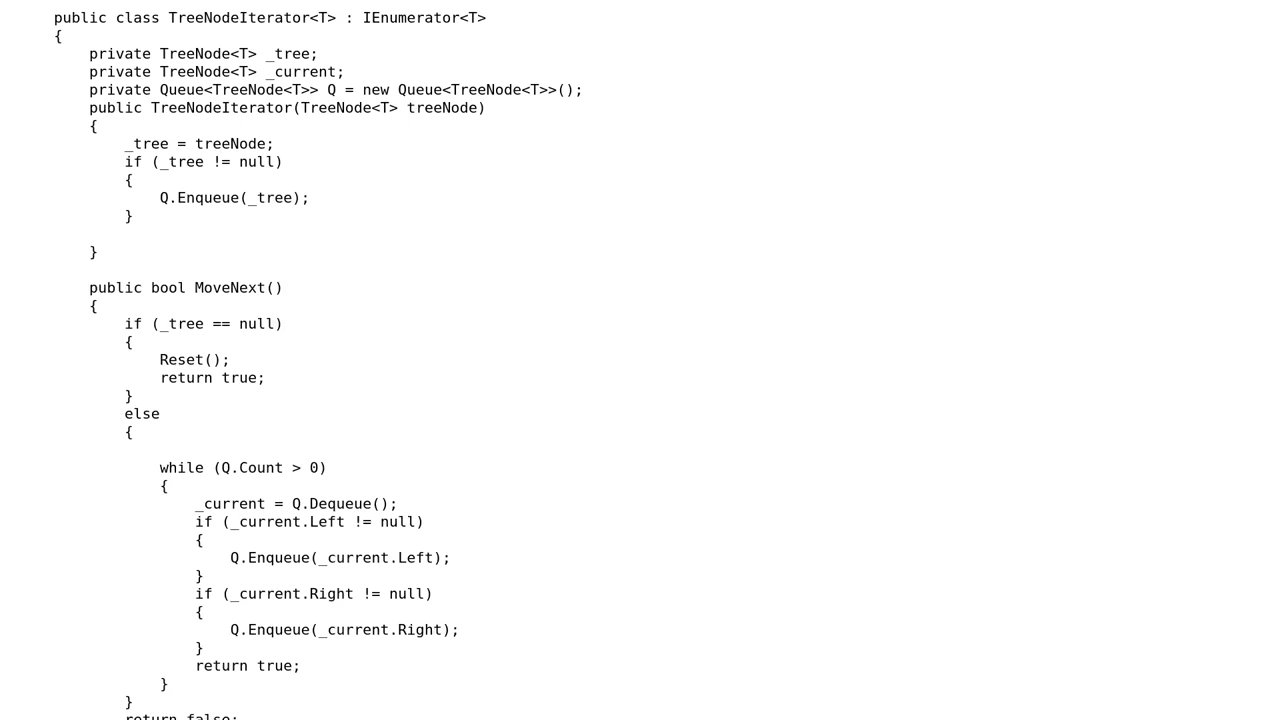 public class TreeNodeIterator<T> : IEnumerator<T>
{
    private TreeNode<T> _tree;
    private TreeNode<T> _current;
    private Queue<TreeNode<T>> Q = new Queue<TreeNode<T>>();
    public TreeNodeIterator(TreeNode<T> treeNode)
    {
        _tree = treeNode;
        if (_tree != null)
        {
            Q.Enqueue(_tree);
        }

    }

    public bool MoveNext()
    {
        if (_tree == null)
        {
            Reset();
            return true;
        }
        else
        {

            while (Q.Count > 0)
            {
                _current = Q.Dequeue();
                if (_current.Left != null)
                {
                    Q.Enqueue(_current.Left);
                }
                if (_current.Right != null)
                {
                    Q.Enqueue(_current.Right);
                }
                return true;
            }
        }
        return false;